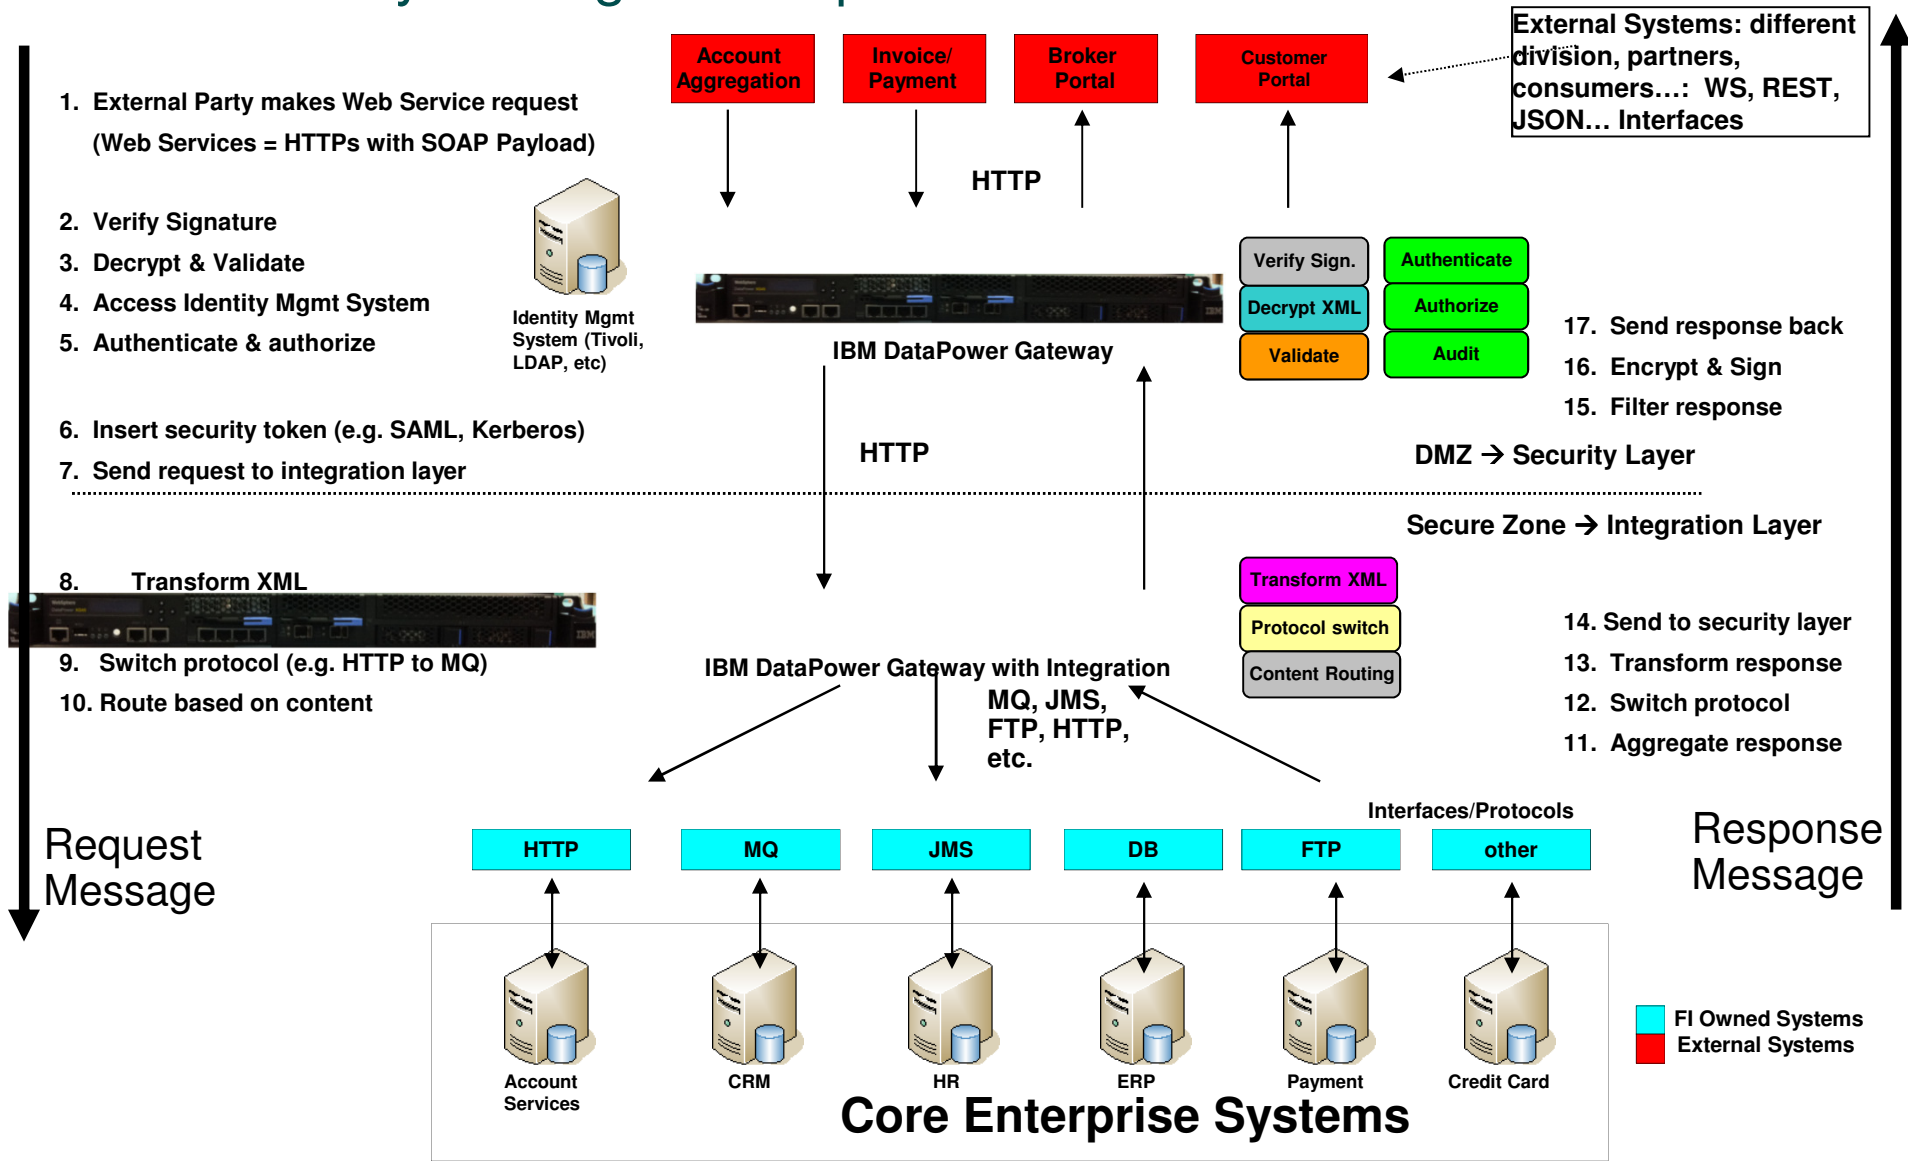 Account
Aggregation
Invoice/
Payment
Broker
Portal
Customer
Portal
External Systems: different
division, partners,
consumers…: WS, REST,
JSON… Interfaces
1. External Party makes Web Service request
(Web Services = HTTPs with SOAP Payload)
HTTP
2. Verify Signature
3. Decrypt & Validate
4. Access Identity Mgmt System
5. Authenticate & authorize
Identity Mgmt
System (Tivoli,
LDAP, etc)
IBM DataPower Gateway
Verify Sign.
Decrypt XML
Validate
Authenticate
Authorize
Audit
17. Send response back
16. Encrypt & Sign
15. Filter response
6. Insert security token (e.g. SAML, Kerberos)
7. Send request to integration layer
HTTP
DMZ → Security Layer
Secure Zone → Integration Layer
8. Transform XML
9. Switch protocol (e.g. HTTP to MQ)
10. Route based on content
IBM DataPower Gateway with Integration
MQ, JMS,
FTP, HTTP,
etc.
Transform XML
Protocol switch
Content Routing
14. Send to security layer
13. Transform response
12. Switch protocol
11. Aggregate response
Interfaces/Protocols
Request
Message
HTTP
MQ
JMS
DB
FTP
other
Response
Message
Account
Services
CRM
HR
ERP
Payment
Credit Card
Core Enterprise Systems
FI Owned Systems
External Systems